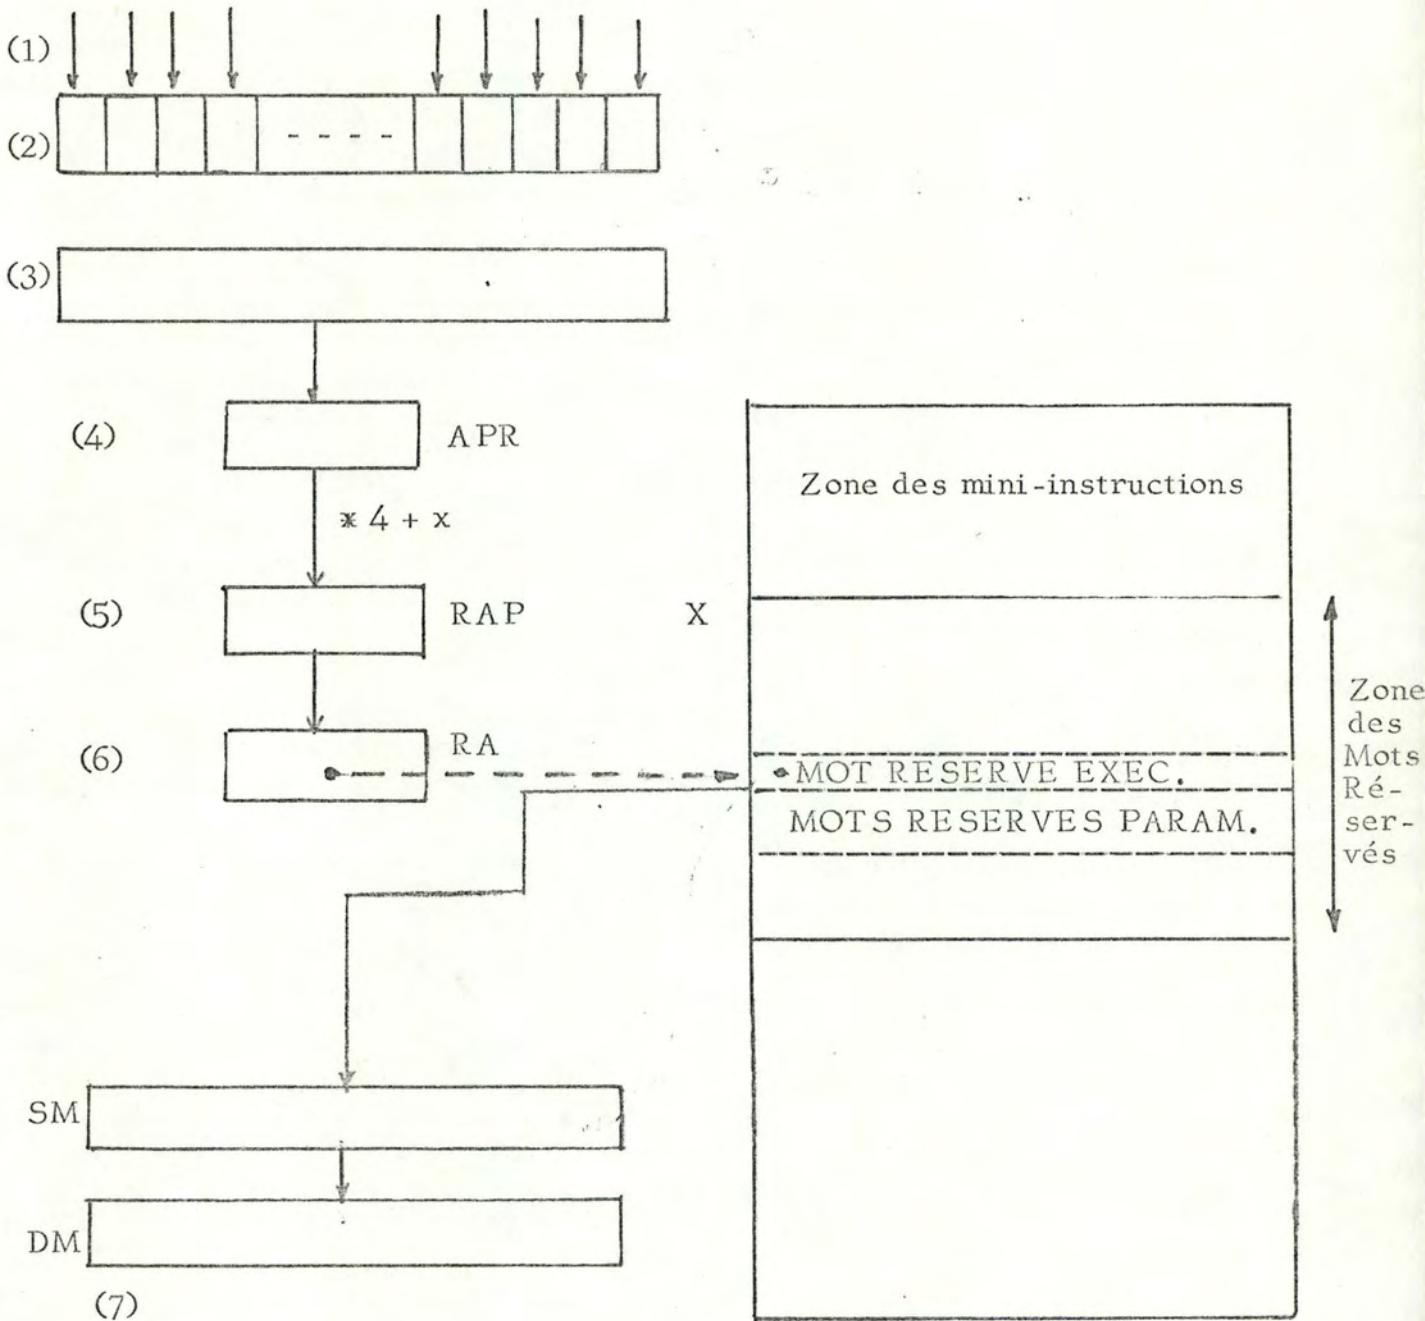 (1)
(2)
- - - -
(3)
(4) APR
* 4 + x
(5) RAP
(6) RA
SM
DM
(7)
Zone des mini-instructions
X
MOT RESERVE EXEC.
MOTS RESERVES PARAM.
Zone
des
Mots
Ré-
ser-
vés